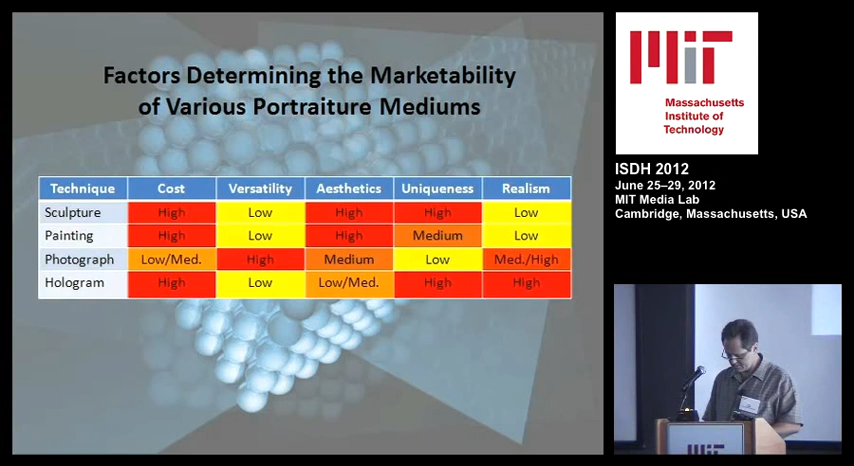 Factors Determining the Marketability
of Various Portraiture Mediums
Technique Cost Versatility Aesthetics Uniqueness Realism
Sculpture High Low High High Low
Painting High Low High Medium Low
Photograph Low/Med. High Medium Low Med./High
Hologram High Low Low/Med. High High
MIT
Massachusetts
Institute of
Technology
ISDH 2012
June 25–29, 2012
MIT Media Lab
Cambridge, Massachusetts, USA
MIT